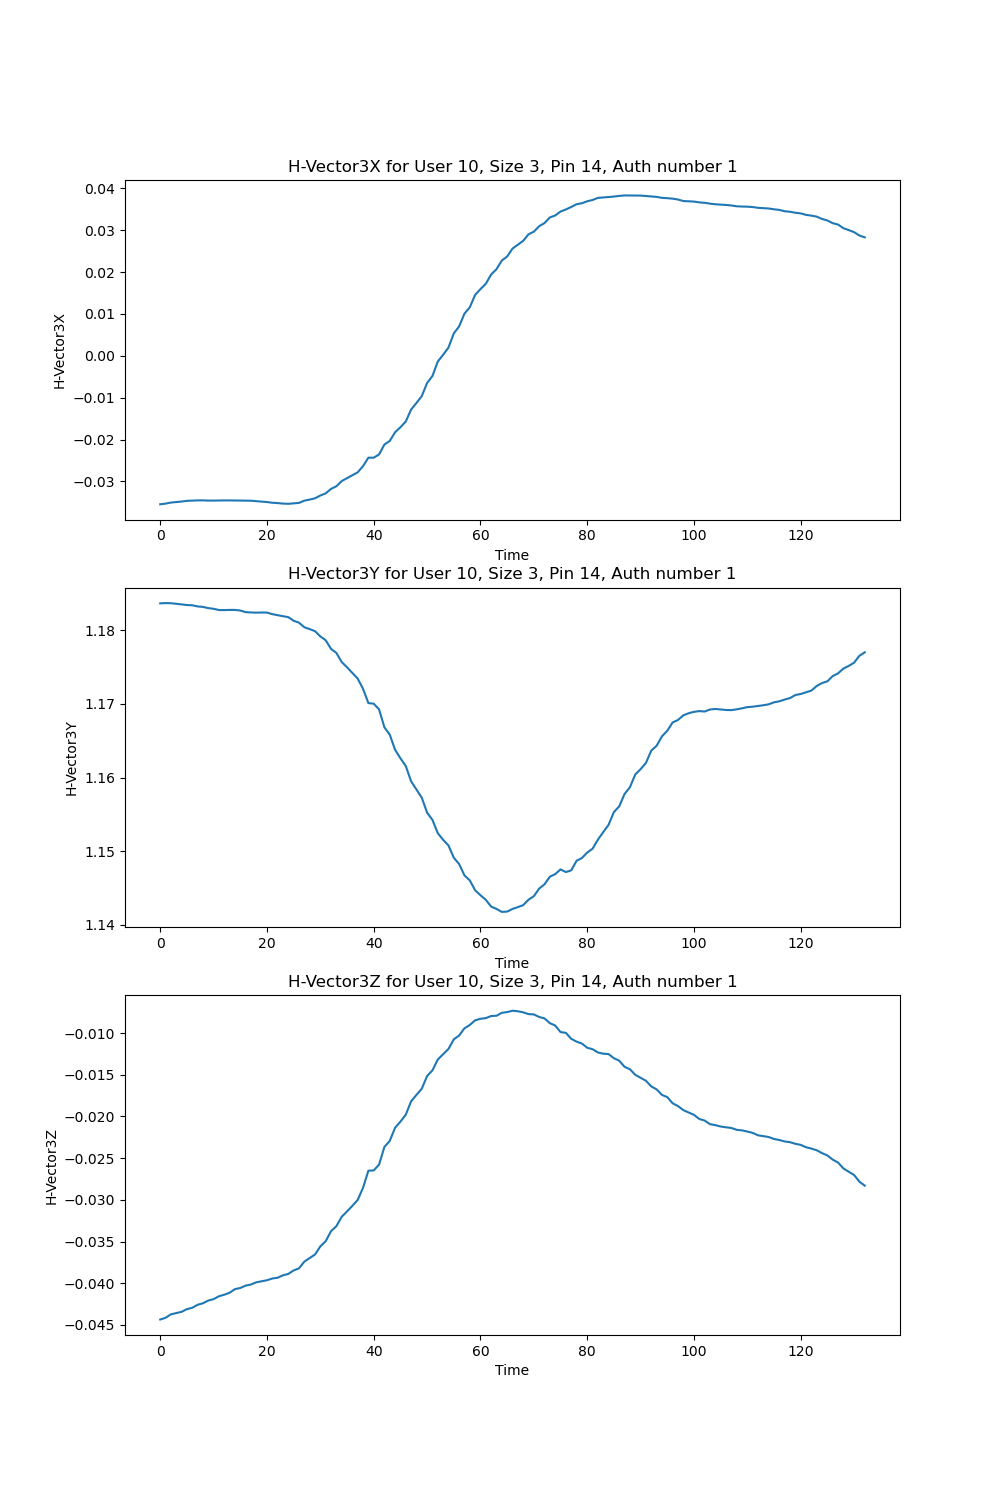 H-Vector3X for User 10, Size 3, Pin 14, Auth number 1
0.04
0.03
0.02
0.01
0.00
−0.01
−0.02
−0.03
H-Vector3X
0 20 40 60 80 100 120
Time
H-Vector3Y for User 10, Size 3, Pin 14, Auth number 1
1.18
1.17
1.16
1.15
1.14
H-Vector3Y
0 20 40 60 80 100 120
Time
H-Vector3Z for User 10, Size 3, Pin 14, Auth number 1
−0.010
−0.015
−0.020
−0.025
−0.030
−0.035
−0.040
−0.045
H-Vector3Z
0 20 40 60 80 100 120
Time